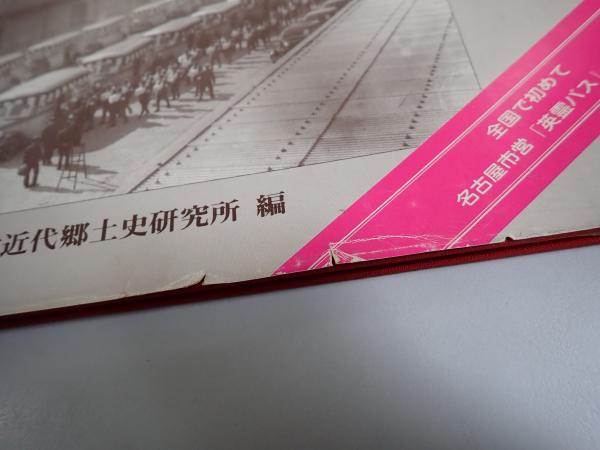 全国で初めて
名古屋市営「英霊バス」
近代郷土史研究所 編